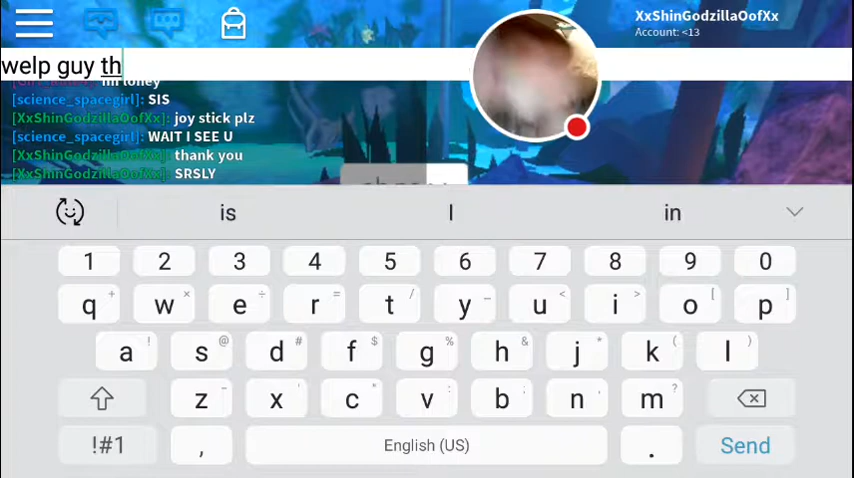 XxShinGodzillaOofXx
Account: <13
welp guy th
[science_spacegirl]: SIS
[XxShinGodzillaOofXx]: joy stick plz
[science_spacegirl]: WAIT I SEE U
[XxShinGodzillaOofXx]: thank you
[XxShinGodzillaOofXx]: SRSLY
is I in
1 2 3 4 5 6 7 8 9 0
q + w × e ÷ r = t / y _ u < i > o [ p ]
a ! s @ d # f $ g % h & j * k ( l )
z x c v b n m ?
!#1 , English (US) . Send